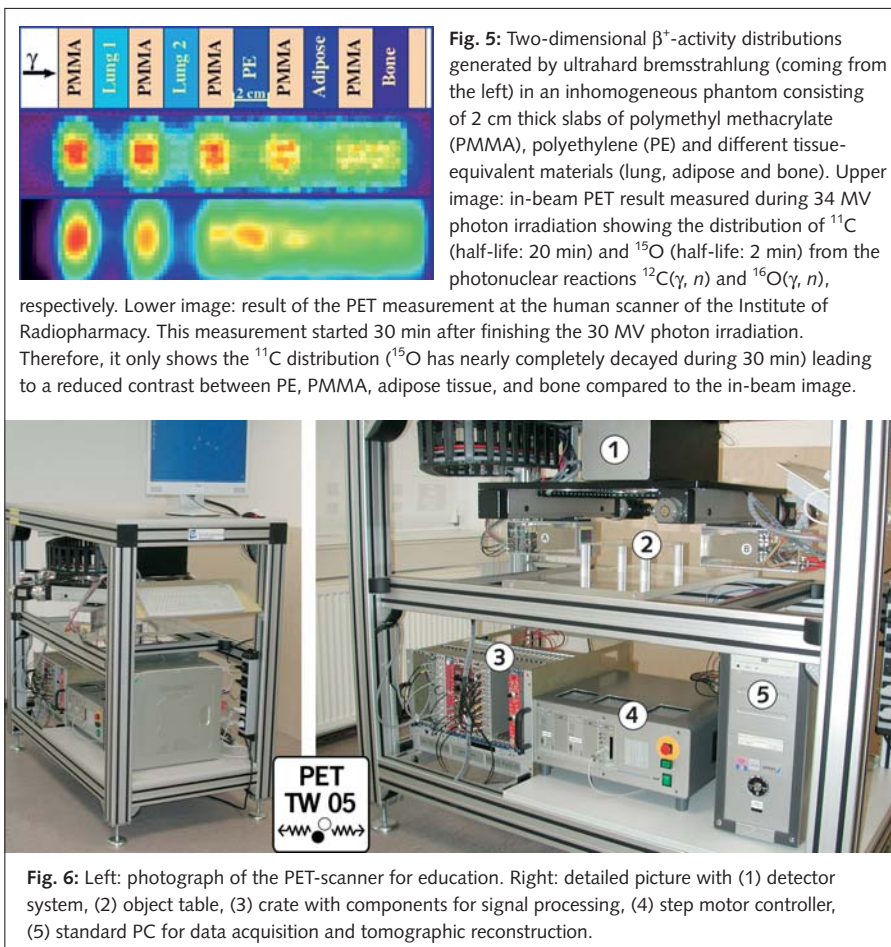 γ
PMMA
Lung 1
PMMA
Lung 2
PMMA
PE
2 cm
PMMA
Adipose
PMMA
Bone
Fig. 5: Two-dimensional β⁺-activity distributions
generated by ultrahard bremsstrahlung (coming from
the left) in an inhomogeneous phantom consisting
of 2 cm thick slabs of polymethyl methacrylate
(PMMA), polyethylene (PE) and different tissue-
equivalent materials (lung, adipose and bone). Upper
image: in-beam PET result measured during 34 MV
photon irradiation showing the distribution of ¹¹C
(half-life: 20 min) and ¹⁵O (half-life: 2 min) from the
photonuclear reactions ¹²C(γ, n) and ¹⁶O(γ, n),
respectively. Lower image: result of the PET measurement at the human scanner of the Institute of
Radiopharmacy. This measurement started 30 min after finishing the 30 MV photon irradiation.
Therefore, it only shows the ¹¹C distribution (¹⁵O has nearly completely decayed during 30 min) leading
to a reduced contrast between PE, PMMA, adipose tissue, and bone compared to the in-beam image.
1
2
A
B
3
4
5
PET
TW 05
Fig. 6: Left: photograph of the PET-scanner for education. Right: detailed picture with (1) detector
system, (2) object table, (3) crate with components for signal processing, (4) step motor controller,
(5) standard PC for data acquisition and tomographic reconstruction.